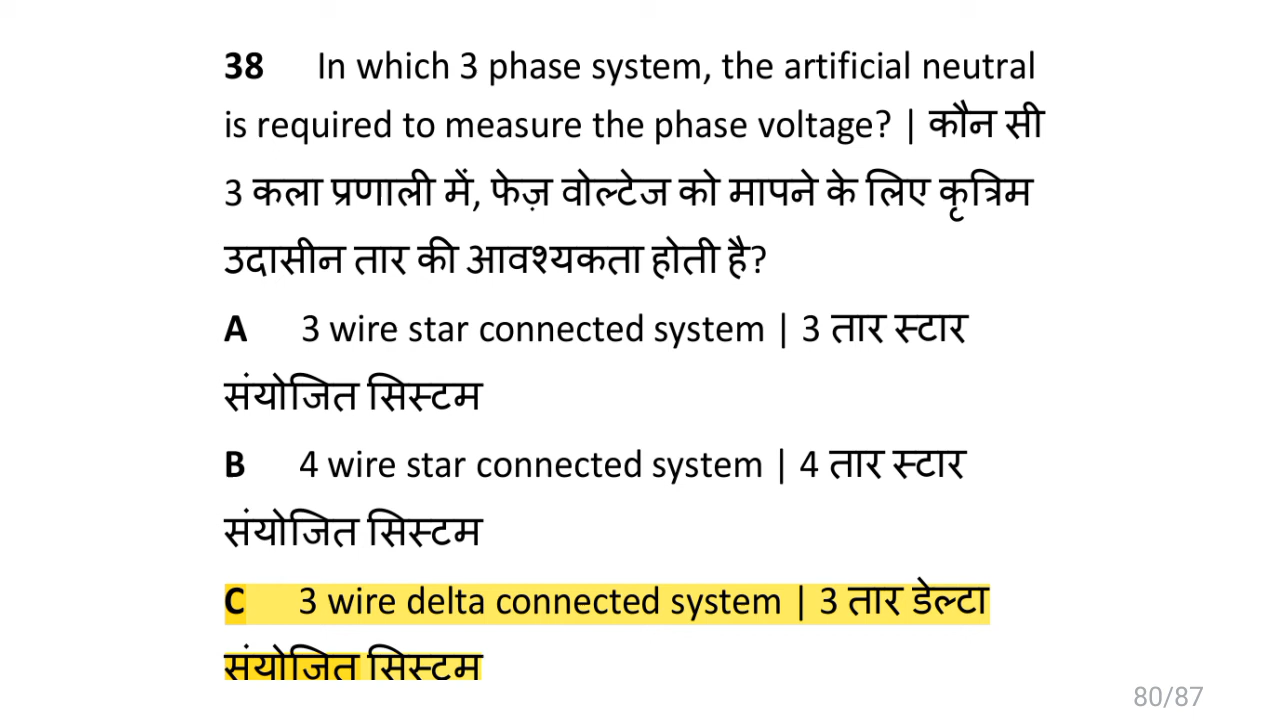 38 In which 3 phase system, the artificial neutral
is required to measure the phase voltage? | कौन सी
3 कला प्रणाली में, फेज़ वोल्टेज को मापने के लिए कृत्रिम
उदासीन तार की आवश्यकता होती है?
A 3 wire star connected system | 3 तार स्टार
संयोजित सिस्टम
B 4 wire star connected system | 4 तार स्टार
संयोजित सिस्टम
C 3 wire delta connected system | 3 तार डेल्टा
संयोजित सिस्टम
80/87